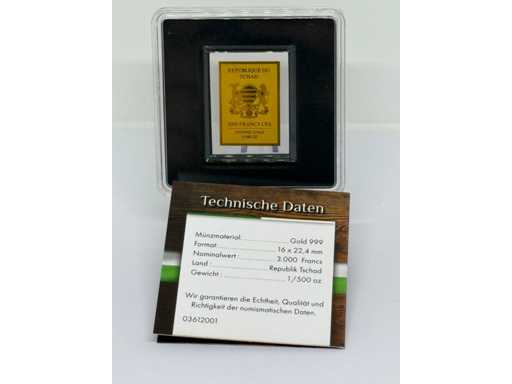 RÉPUBLIQUE DU
TCHAD
3000 FRANCS CFA
Technische Daten
Münzmaterial: Gold 999
Format: 16 x 22,4 mm
Nominalwert: 3.000 Francs
Land: Republik Tschad
Gewicht: 1/500 oz.
Wir garantieren die Echtheit, Qualität und
Richtigkeit der numismatischen Daten.
03612001